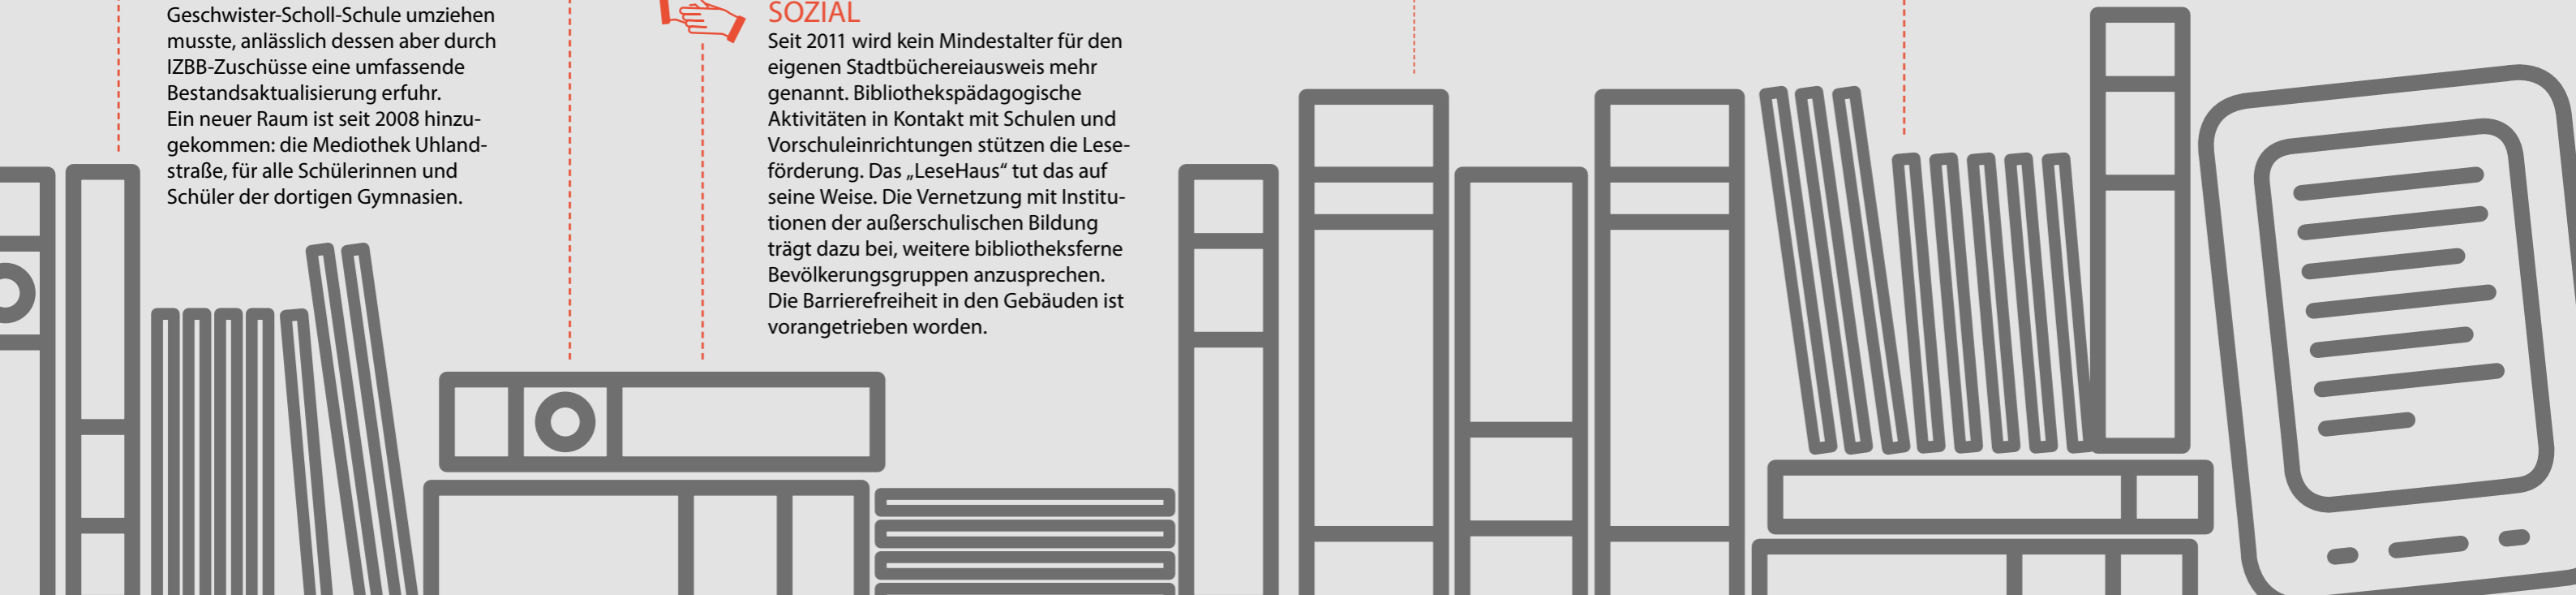 Geschwister-Scholl-Schule umziehen
musste, anlässlich dessen aber durch
IZBB-Zuschüsse eine umfassende
Bestandsaktualisierung erfuhr.
Ein neuer Raum ist seit 2008 hinzu-
gekommen: die Mediothek Uhland-
straße, für alle Schülerinnen und
Schüler der dortigen Gymnasien.
SOZIAL
Seit 2011 wird kein Mindestalter für den
eigenen Stadtbüchereiausweis mehr
genannt. Bibliothekspädagogische
Aktivitäten in Kontakt mit Schulen und
Vorschuleinrichtungen stützen die Lese-
förderung. Das „LeseHaus“ tut das auf
seine Weise. Die Vernetzung mit Institu-
tionen der außerschulischen Bildung
trägt dazu bei, weitere bibliotheksferne
Bevölkerungsgruppen anzusprechen.
Die Barrierefreiheit in den Gebäuden ist
vorangetrieben worden.